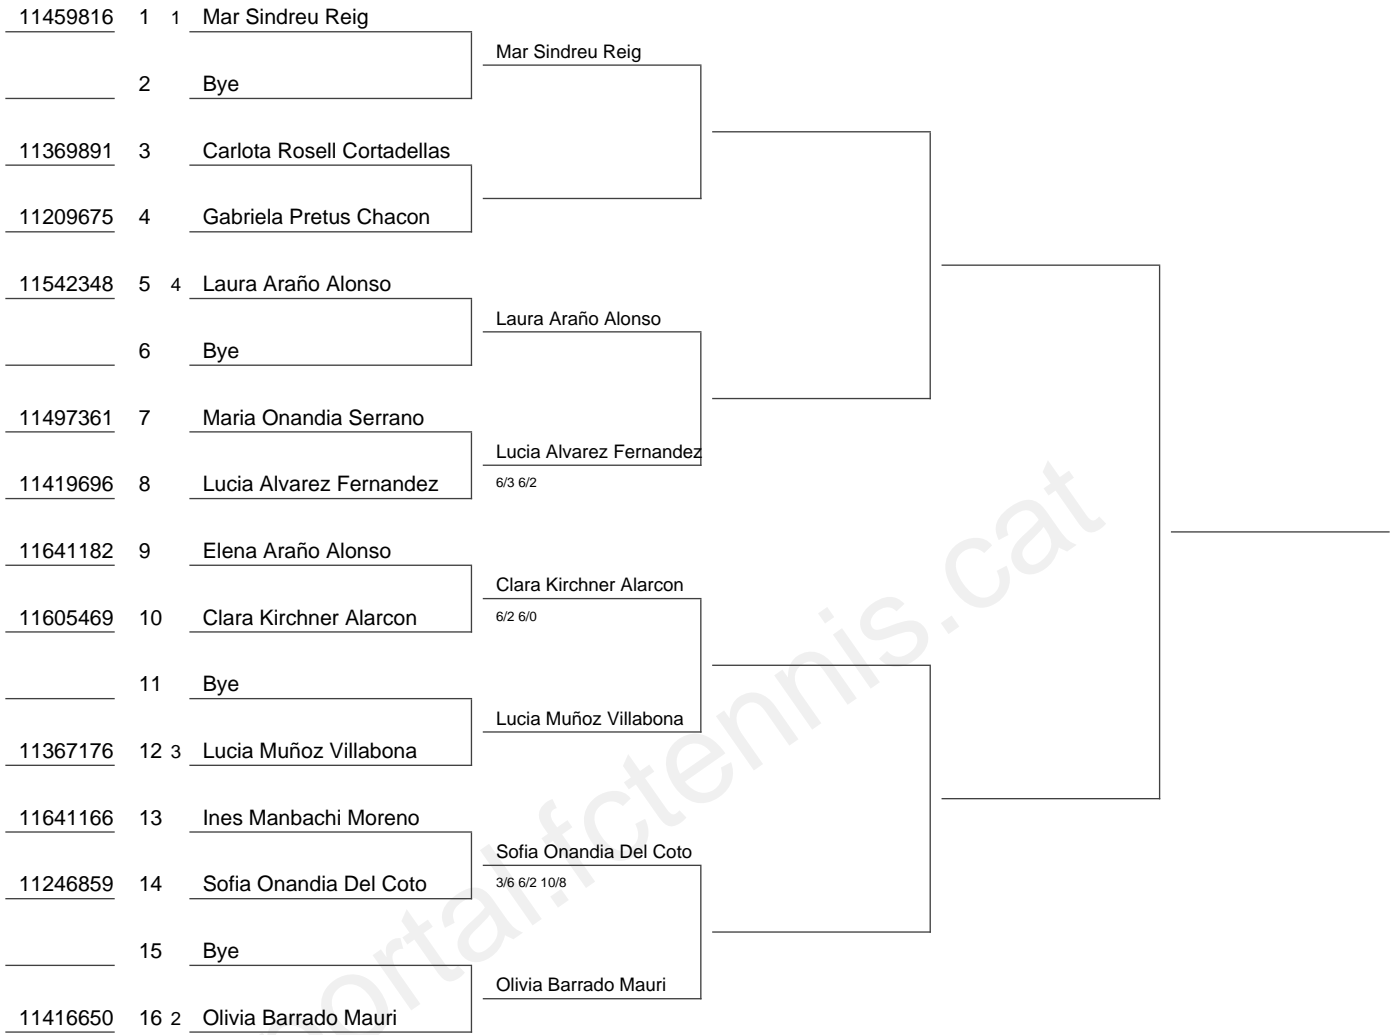 11459816 1 1 Mar Sindreu Reig
Mar Sindreu Reig
2 Bye
11369891 3 Carlota Rosell Cortadellas
11209675 4 Gabriela Pretus Chacon
11542348 5 4 Laura Araño Alonso
Laura Araño Alonso
6 Bye
11497361 7 Maria Onandia Serrano
Lucia Alvarez Fernandez
11419696 8 Lucia Alvarez Fernandez
6/3 6/2
11641182 9 Elena Araño Alonso
Clara Kirchner Alarcon
11605469 10 Clara Kirchner Alarcon
6/2 6/0
11 Bye
Lucia Muñoz Villabona
11367176 12 3 Lucia Muñoz Villabona
11641166 13 Ines Manbachi Moreno
Sofia Onandia Del Coto
11246859 14 Sofia Onandia Del Coto
3/6 6/2 10/8
15 Bye
Olivia Barrado Mauri
11416650 16 2 Olivia Barrado Mauri
portal.fctennis.cat